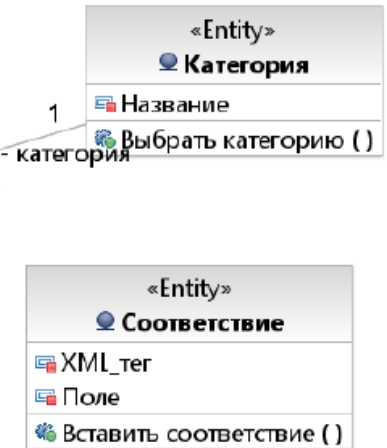 «Entity»
Категория
Название
1
Выбрать категорию ( )
- категория
«Entity»
Соответствие
XML_тег
Поле
Вставить соответствие ( )